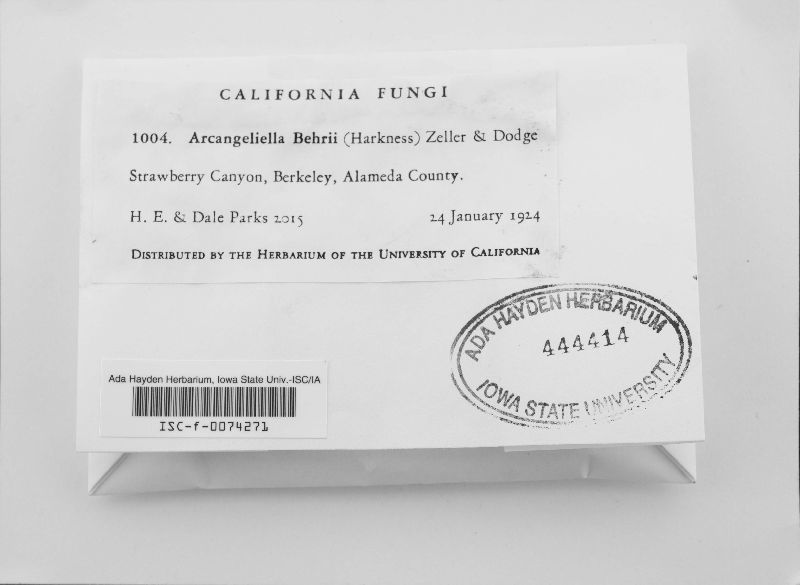 CALIFORNIA FUNGI
1004. Arcangeliella Behrii (Harkness) Zeller & Dodge
Strawberry Canyon, Berkeley, Alameda County.
H. E. & Dale Parks 2015 24 January 1924
DISTRIBUTED BY THE HERBARIUM OF THE UNIVERSITY OF CALIFORNIA
ADA HAYDEN HERBARIUM
444414
IOWA STATE UNIVERSITY
Ada Hayden Herbarium, Iowa State Univ.-ISC/IA
ISC-f-0074271